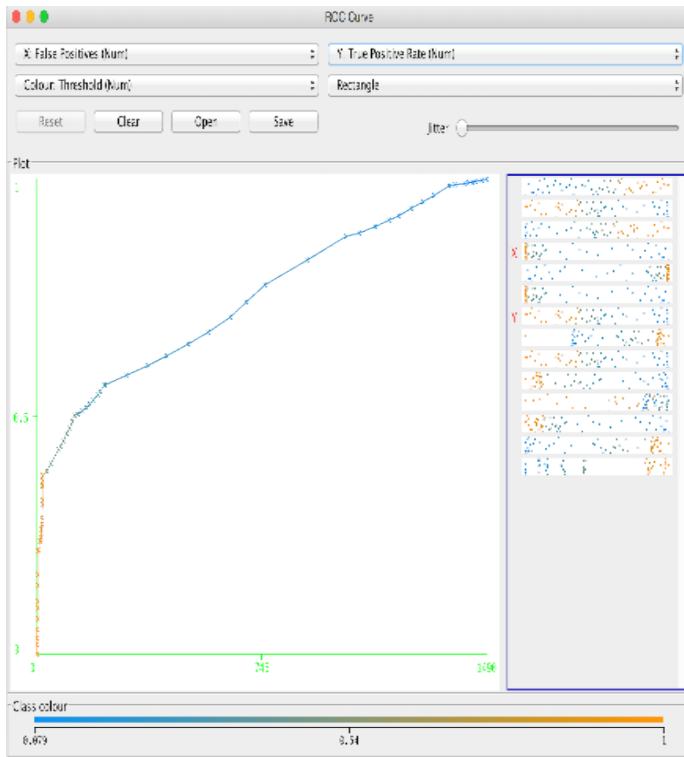 ROC Curve
X: False Positives (Num)
Y: True Positive Rate (Num)
Colour: Threshold (Num)
Rectangle
Reset
Clear
Open
Save
Jitter
Plot
1
X
Y
0.5
Class colour
0.079
0.54
1